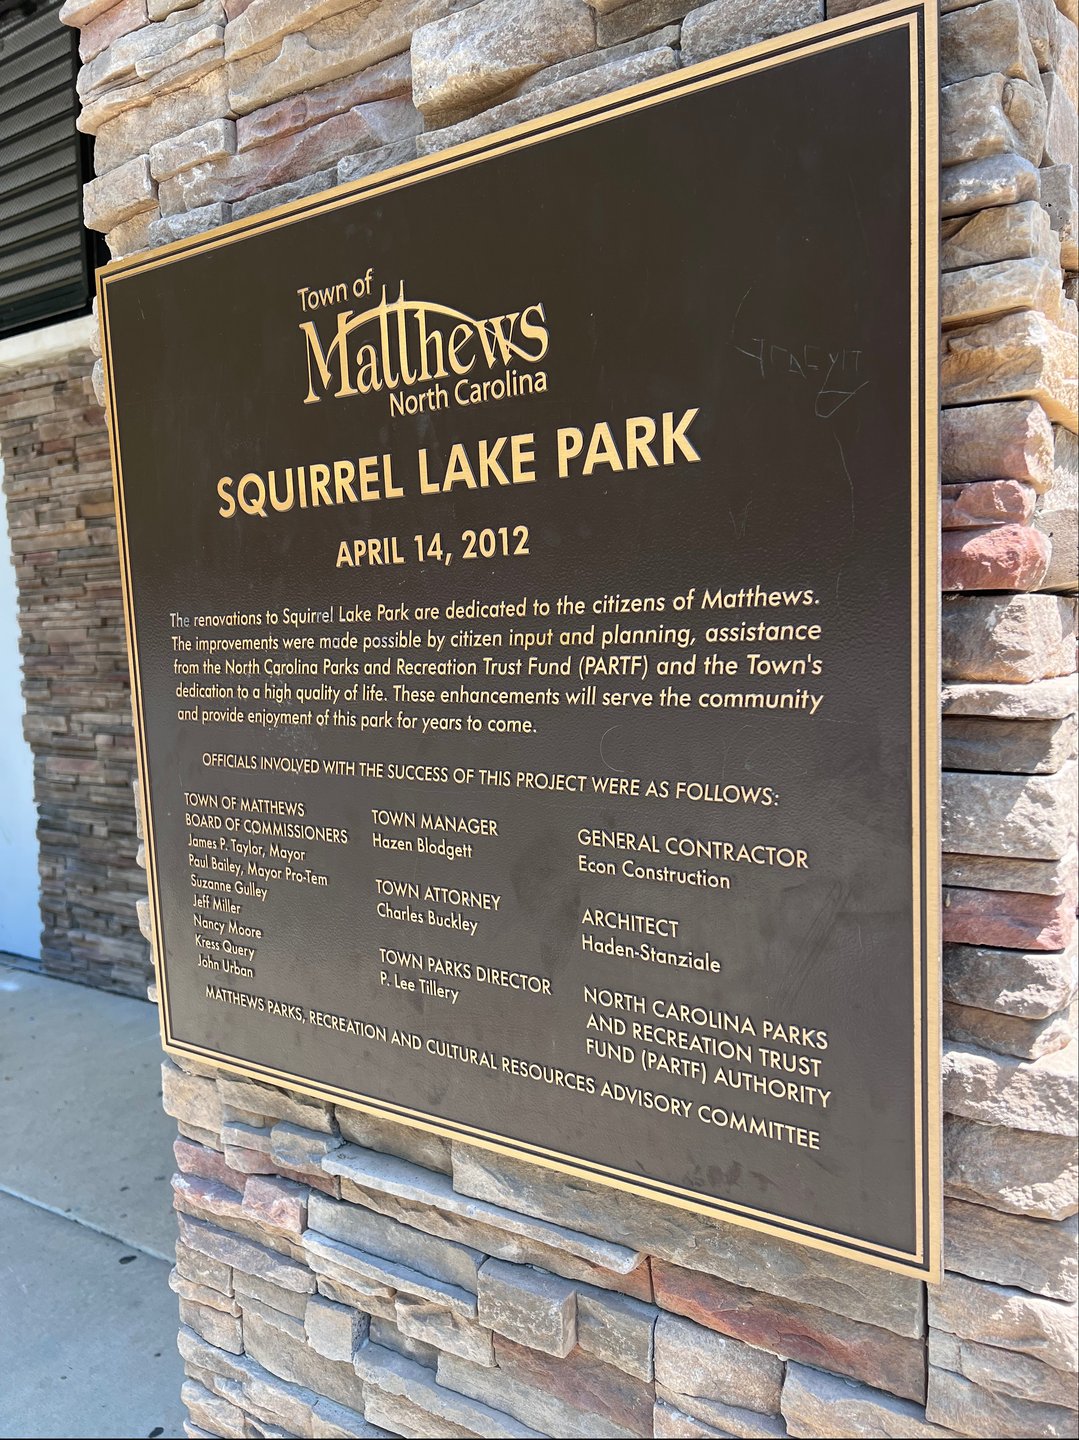 Town of
Matthews
North Carolina
SQUIRREL LAKE PARK
APRIL 14, 2012
The renovations to Squirrel Lake Park are dedicated to the citizens of Matthews.
The improvements were made possible by citizen input and planning, assistance
from the North Carolina Parks and Recreation Trust Fund (PARTF) and the Town's
dedication to a high quality of life. These enhancements will serve the community
and provide enjoyment of this park for years to come.
OFFICIALS INVOLVED WITH THE SUCCESS OF THIS PROJECT WERE AS FOLLOWS:
TOWN OF MATTHEWS
BOARD OF COMMISSIONERS
James P. Taylor, Mayor
Paul Bailey, Mayor Pro-Tem
Suzanne Gulley
Jeff Miller
Nancy Moore
Kress Query
John Urban
TOWN MANAGER
Hazen Blodgett
TOWN ATTORNEY
Charles Buckley
TOWN PARKS DIRECTOR
P. Lee Tillery
GENERAL CONTRACTOR
Econ Construction
ARCHITECT
Haden-Stanziale
NORTH CAROLINA PARKS
AND RECREATION TRUST
FUND (PARTF) AUTHORITY
MATTHEWS PARKS, RECREATION AND CULTURAL RESOURCES ADVISORY COMMITTEE